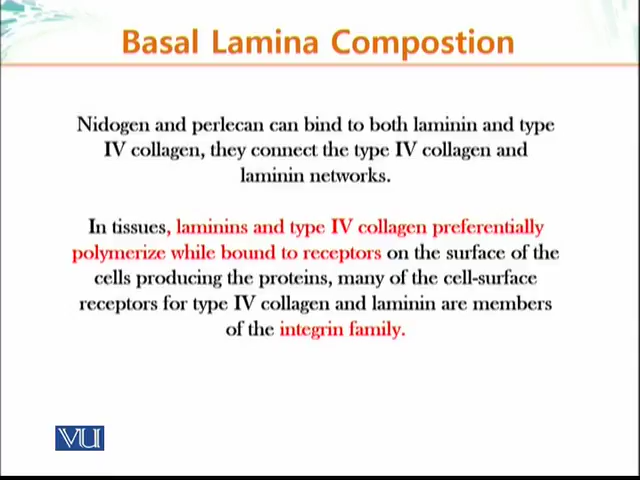 Basal Lamina Compostion
Nidogen and perlecan can bind to both laminin and type
IV collagen, they connect the type IV collagen and
laminin networks.
In tissues, laminins and type IV collagen preferentially
polymerize while bound to receptors on the surface of the
cells producing the proteins, many of the cell-surface
receptors for type IV collagen and laminin are members
of the integrin family.
VU